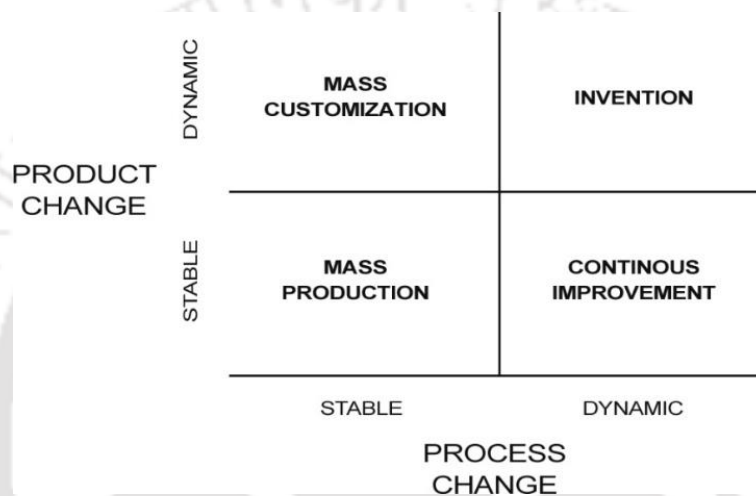 DYNAMIC
MASS
CUSTOMIZATION
INVENTION
PRODUCT
CHANGE
STABLE
MASS
PRODUCTION
CONTINOUS
IMPROVEMENT
STABLE
DYNAMIC
PROCESS
CHANGE